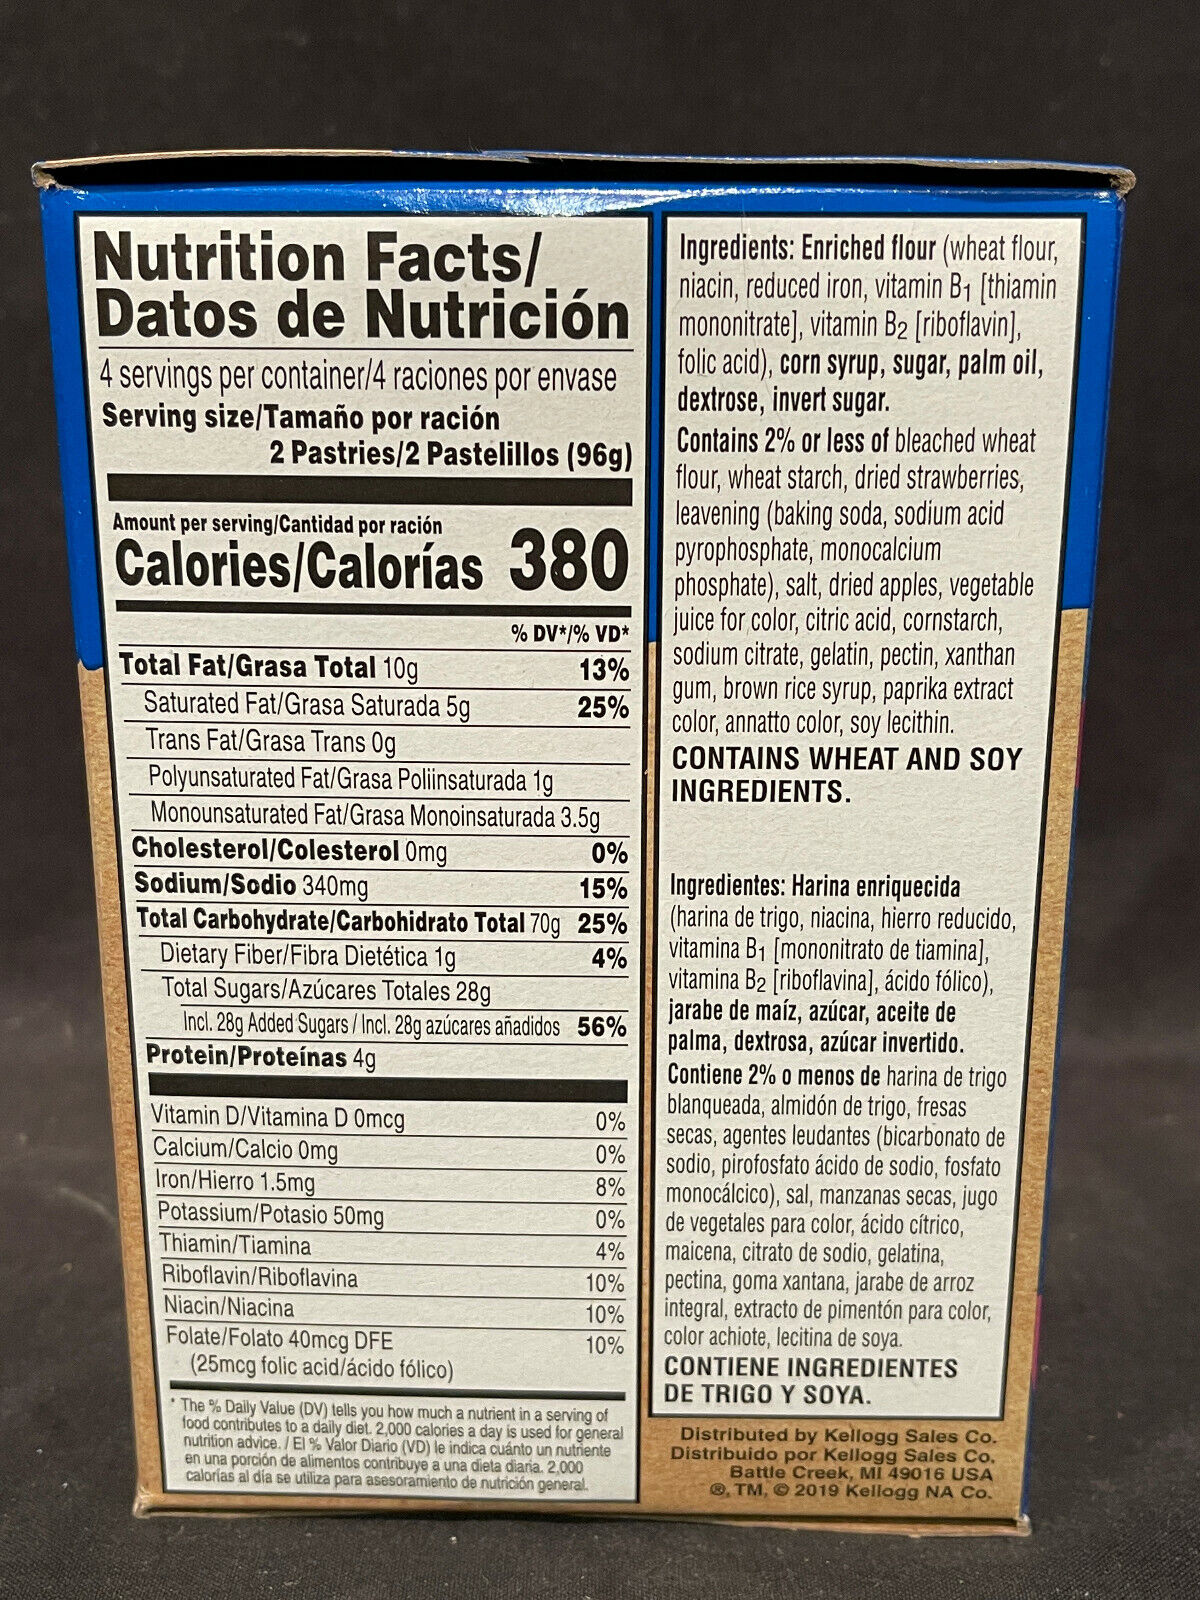 Nutrition Facts/
Datos de Nutrición
4 servings per container/4 raciones por envase
Serving size/Tamaño por ración
2 Pastries/2 Pastelillos (96g)
Amount per serving/Cantidad por ración
Calories/Calorías 380
% DV*/% VD*
Total Fat/Grasa Total 10g 13%
Saturated Fat/Grasa Saturada 5g 25%
Trans Fat/Grasa Trans 0g
Polyunsaturated Fat/Grasa Poliinsaturada 1g
Monounsaturated Fat/Grasa Monoinsaturada 3.5g
Cholesterol/Colesterol 0mg 0%
Sodium/Sodio 340mg 15%
Total Carbohydrate/Carbohidrato Total 70g 25%
Dietary Fiber/Fibra Dietética 1g 4%
Total Sugars/Azúcares Totales 28g
Incl. 28g Added Sugars / Incl. 28g azúcares añadidos 56%
Protein/Proteínas 4g
Vitamin D/Vitamina D 0mcg 0%
Calcium/Calcio 0mg 0%
Iron/Hierro 1.5mg 8%
Potassium/Potasio 50mg 0%
Thiamin/Tiamina 4%
Riboflavin/Riboflavina 10%
Niacin/Niacina 10%
Folate/Folato 40mcg DFE 10%
(25mcg folic acid/ácido fólico)
* The % Daily Value (DV) tells you how much a nutrient in a serving of
food contributes to a daily diet. 2,000 calories a day is used for general
nutrition advice. / El % Valor Diario (VD) le indica cuánto un nutriente
en una porción de alimentos contribuye a una dieta diaria. 2,000
calorías al día se utiliza para asesoramiento de nutrición general.
Ingredients: Enriched flour (wheat flour,
niacin, reduced iron, vitamin B1 [thiamin
mononitrate], vitamin B2 [riboflavin],
folic acid), corn syrup, sugar, palm oil,
dextrose, invert sugar.
Contains 2% or less of bleached wheat
flour, wheat starch, dried strawberries,
leavening (baking soda, sodium acid
pyrophosphate, monocalcium
phosphate), salt, dried apples, vegetable
juice for color, citric acid, cornstarch,
sodium citrate, gelatin, pectin, xanthan
gum, brown rice syrup, paprika extract
color, annatto color, soy lecithin.
CONTAINS WHEAT AND SOY
INGREDIENTS.
Ingredientes: Harina enriquecida
(harina de trigo, niacina, hierro reducido,
vitamina B1 [mononitrato de tiamina],
vitamina B2 [riboflavina], ácido fólico),
jarabe de maíz, azúcar, aceite de
palma, dextrosa, azúcar invertido.
Contiene 2% o menos de harina de trigo
blanqueada, almidón de trigo, fresas
secas, agentes leudantes (bicarbonato de
sodio, pirofosfato ácido de sodio, fosfato
monocálcico), sal, manzanas secas, jugo
de vegetales para color, ácido cítrico,
maicena, citrato de sodio, gelatina,
pectina, goma xantana, jarabe de arroz
integral, extracto de pimentón para color,
color achiote, lecitina de soya.
CONTIENE INGREDIENTES
DE TRIGO Y SOYA.
Distributed by Kellogg Sales Co.
Distribuido por Kellogg Sales Co.
Battle Creek, MI 49016 USA
®, TM, © 2019 Kellogg NA Co.